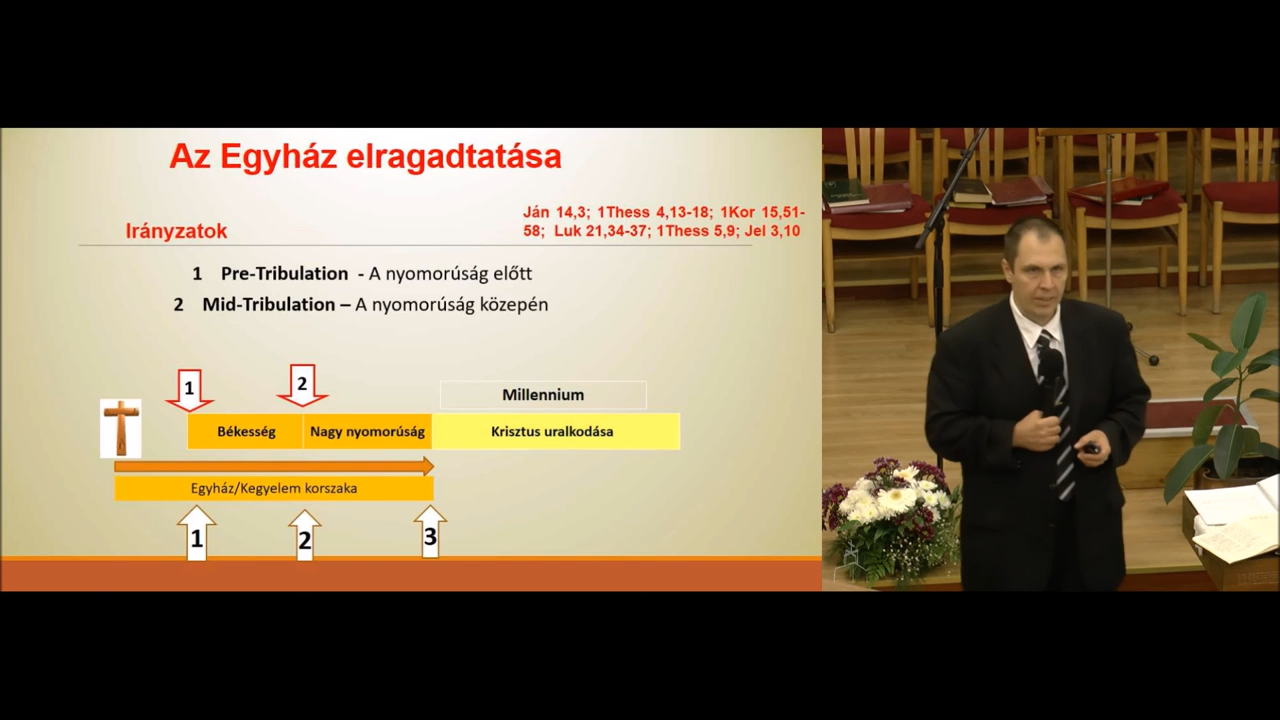 Az Egyház elragadtatása
Irányzatok
Ján 14,3; 1Thess 4,13-18; 1Kor 15,51-
58; Luk 21,34-37; 1Thess 5,9; Jel 3,10
1 Pre-Tribulation - A nyomorúság előtt
2 Mid-Tribulation – A nyomorúság közepén
1
2
Millennium
Békesség
Nagy nyomorúság
Krisztus uralkodása
Egyház/Kegyelem korszaka
1
2
3